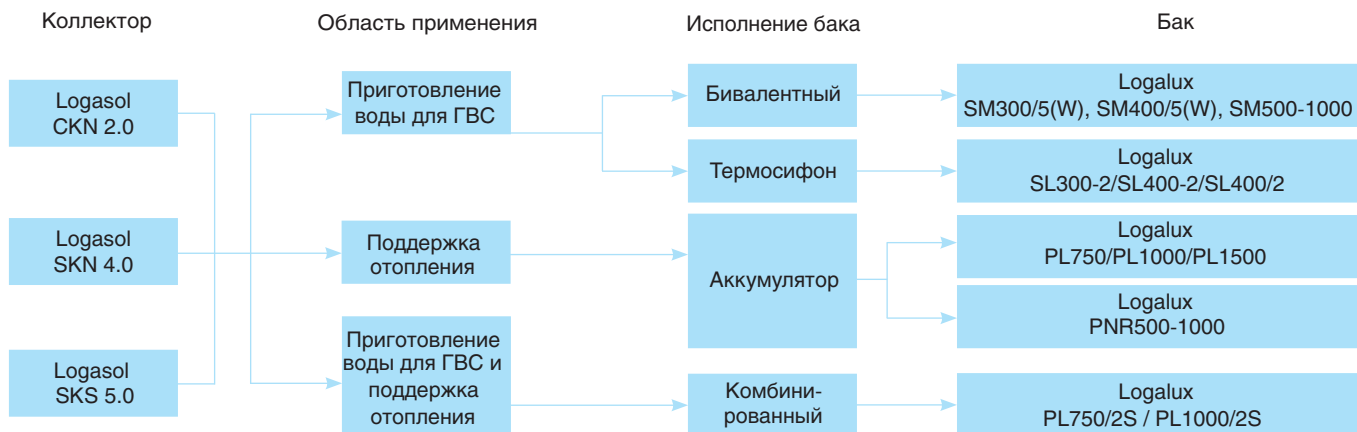 Коллектор
Область применения
Исполнение бака
Бак
Logasol
CKN 2.0
Logasol
SKN 4.0
Logasol
SKS 5.0
Приготовление
воды для ГВС
Поддержка
отопления
Приготовление
воды для ГВС и
поддержка
отопления
Бивалентный
Термосифон
Аккумулятор
Комбини-
рованный
Logalux
SM300/5(W), SM400/5(W), SM500-1000
Logalux
SL300-2/SL400-2/SL400/2
Logalux
PL750/PL1000/PL1500
Logalux
PNR500-1000
Logalux
PL750/2S / PL1000/2S